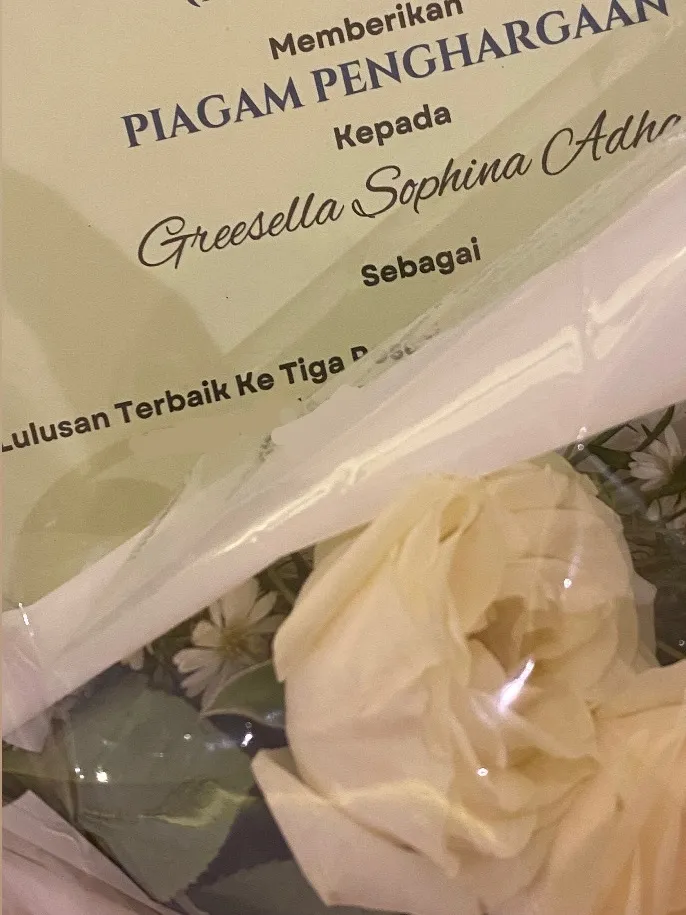 Memberikan
PIAGAM PENGHARGAAN
Kepada
Greesella Sophina
Sebagai
Lulusan Terbaik Ke Tiga